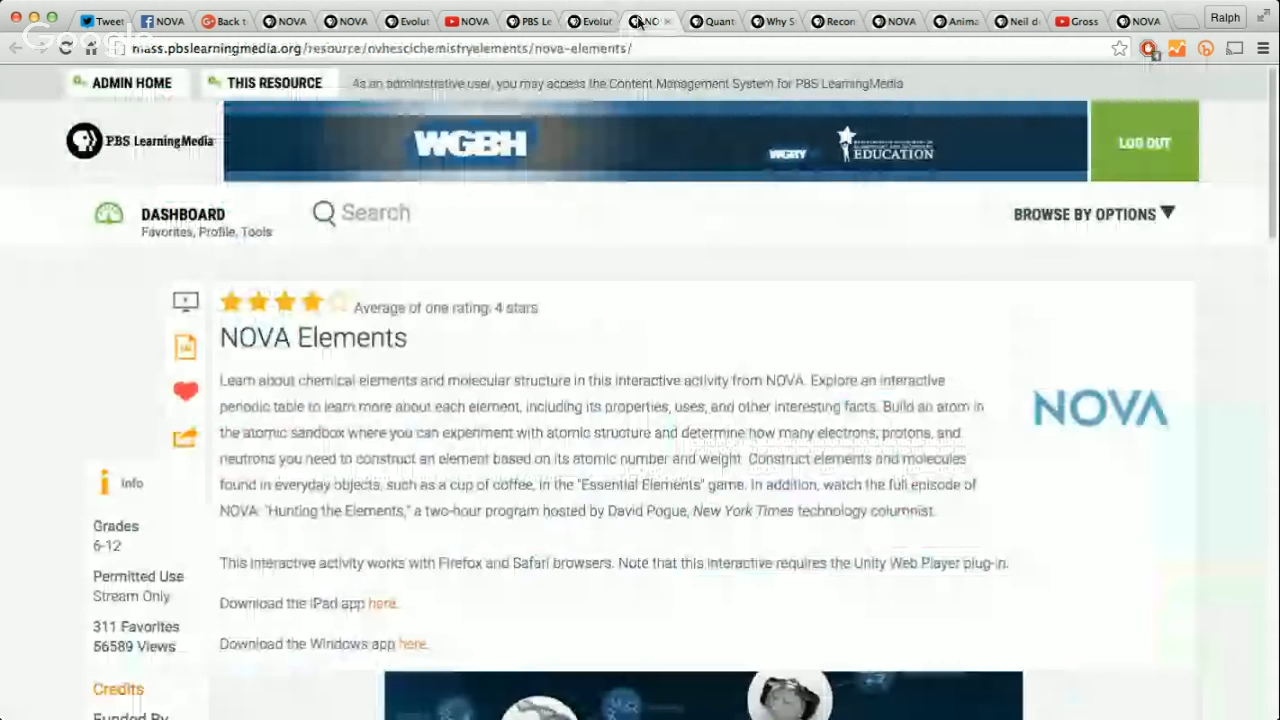 Tweet
NOVA
Back t
NOVA
NOVA
Evolut
NOVA
PBS Le
Evolut
NO
Quant
Why S
Recon
NOVA
Anima
Neil d
Gross
NOVA
Ralph
Google
mass.pbslearningmedia.org/resource/nvhe.sci.chemistry.elements/nova-elements/
ADMIN HOME
THIS RESOURCE
As an administrative user, you may access the Content Management System for PBS LearningMedia
PBS LearningMedia
WGBH
WGBY
EDUCATION
LOG OUT
DASHBOARD
Favorites, Profile, Tools
Search
BROWSE BY OPTIONS
Average of one rating: 4 stars
NOVA Elements
Learn about chemical elements and molecular structure in this interactive activity from NOVA. Explore an interactive
periodic table to learn more about each element, including its properties, uses, and other interesting facts. Build an atom in
the atomic sandbox where you can experiment with atomic structure and determine how many electrons, protons, and
neutrons you need to construct an element based on its atomic number and weight. Construct elements and molecules
found in everyday objects, such as a cup of coffee, in the "Essential Elements" game. In addition, watch the full episode of
NOVA: "Hunting the Elements," a two-hour program hosted by David Pogue, New York Times technology columnist.
NOVA
This interactive activity works with Firefox and Safari browsers. Note that this interactive requires the Unity Web Player plug-in.
Download the iPad app here.
Download the Windows app here.
Info
Grades
6-12
Permitted Use
Stream Only
311 Favorites
56589 Views
Credits
Funded By